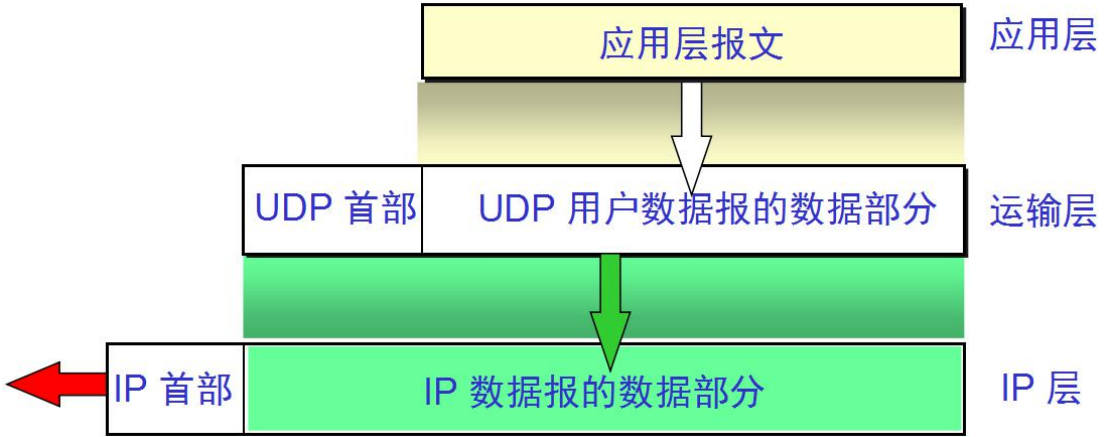 应用层报文
应用层
UDP 首部
UDP 用户数据报的数据部分
运输层
IP 首部
IP 数据报的数据部分
IP 层